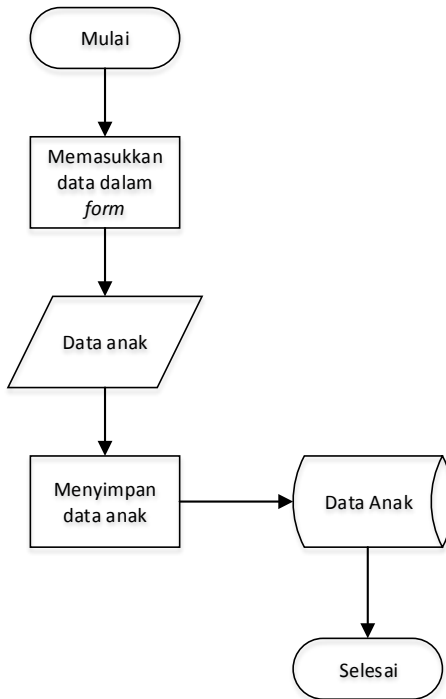 Mulai
Memasukkan
data dalam
form
Data anak
Menyimpan
data anak
Data Anak
Selesai